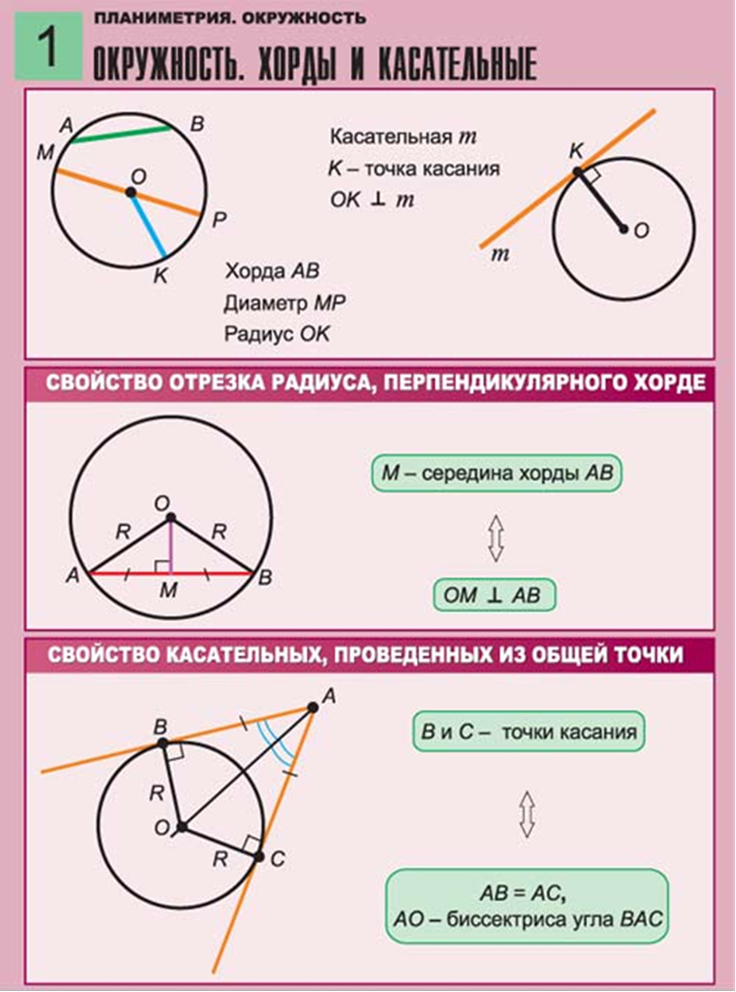 1
ПЛАНИМЕТРИЯ. ОКРУЖНОСТЬ
ОКРУЖНОСТЬ. ХОРДЫ И КАСАТЕЛЬНЫЕ
A
B
M
O
P
K
Хорда AB
Диаметр MP
Радиус OK
Касательная m
K – точка касания
OK ⊥ m
K
O
m
СВОЙСТВО ОТРЕЗКА РАДИУСА, ПЕРПЕНДИКУЛЯРНОГО ХОРДЕ
O
R
R
A
M
B
M – середина хорды AB
OM ⊥ AB
СВОЙСТВО КАСАТЕЛЬНЫХ, ПРОВЕДЕННЫХ ИЗ ОБЩЕЙ ТОЧКИ
A
B
R
O
R
C
B и C – точки касания
AB = AC,
AO – биссектриса угла BAC